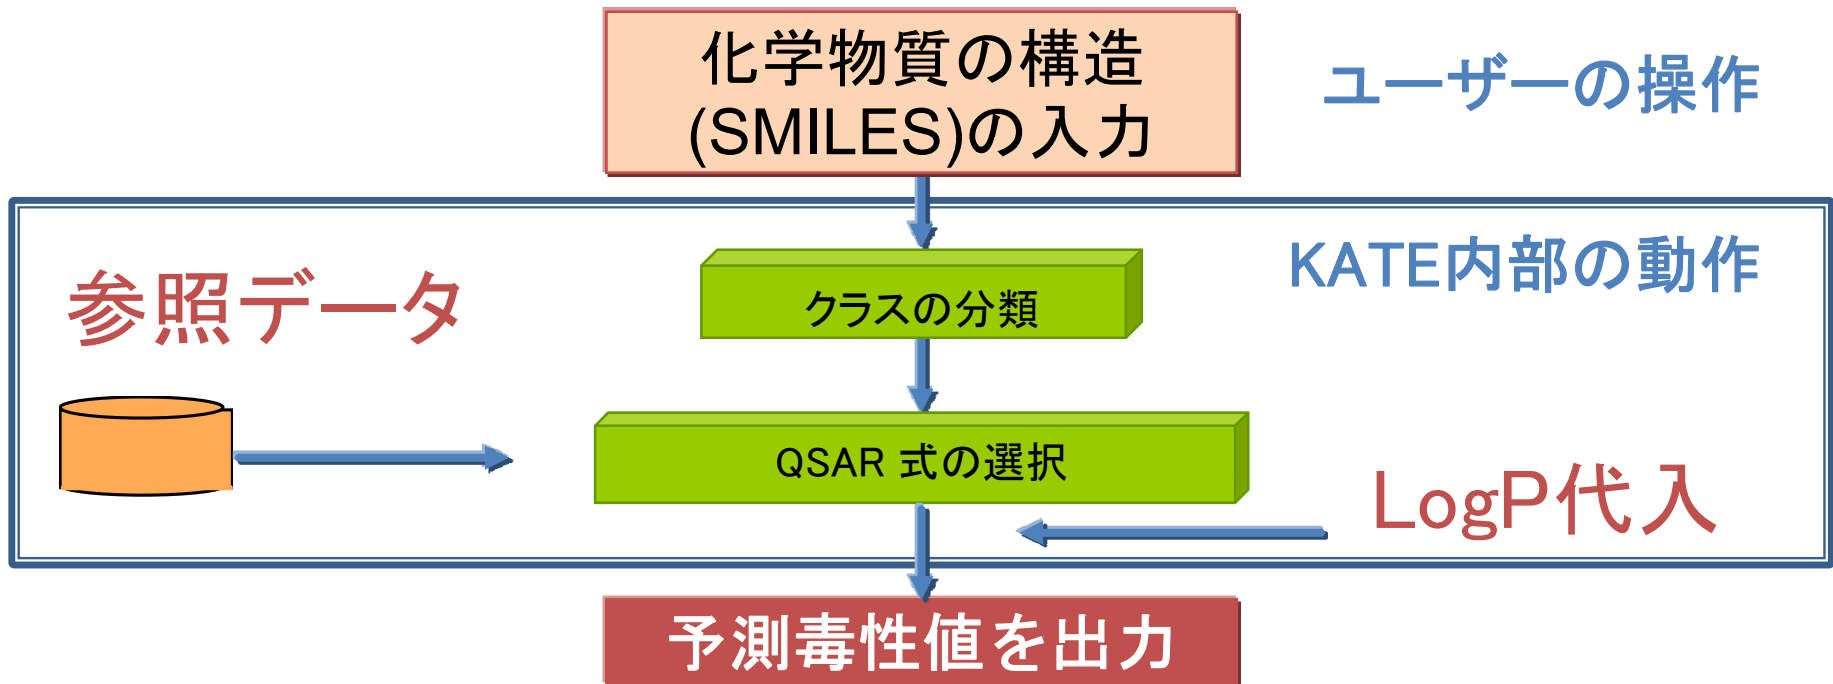 化学物質の構造
(SMILES)の入力
ユーザーの操作
KATE内部の動作
参照データ
クラスの分類
QSAR 式の選択
LogP代入
予測毒性値を出力